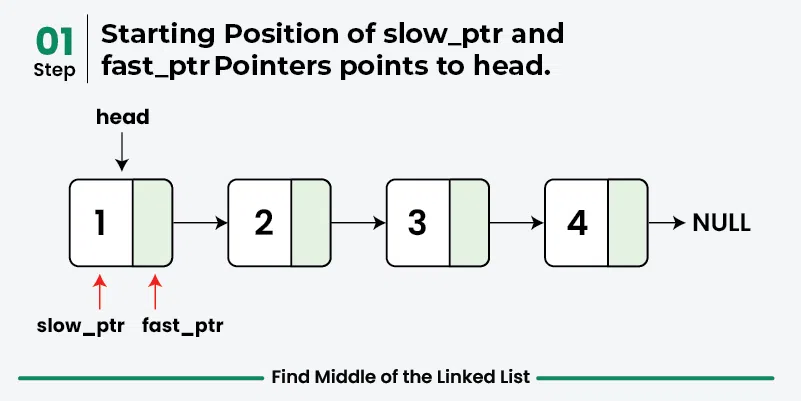 01
Step
Starting Position of slow_ptr and
fast_ptr Pointers points to head.
head
1
2
3
4
NULL
slow_ptr
fast_ptr
Find Middle of the Linked List